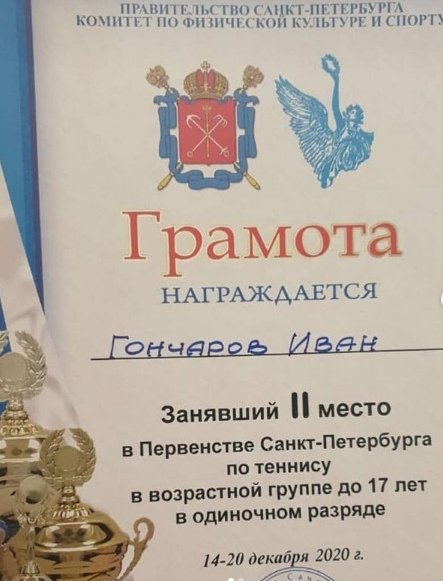 ПРАВИТЕЛЬСТВО САНКТ-ПЕТЕРБУРГА
КОМИТЕТ ПО ФИЗИЧЕСКОЙ КУЛЬТУРЕ И СПОРТУ
Грамота
НАГРАЖДАЕТСЯ
Гончаров Иван
Занявший II место
в Первенстве Санкт-Петербурга
по теннису
в возрастной группе до 17 лет
в одиночном разряде
14-20 декабря 2020 г.